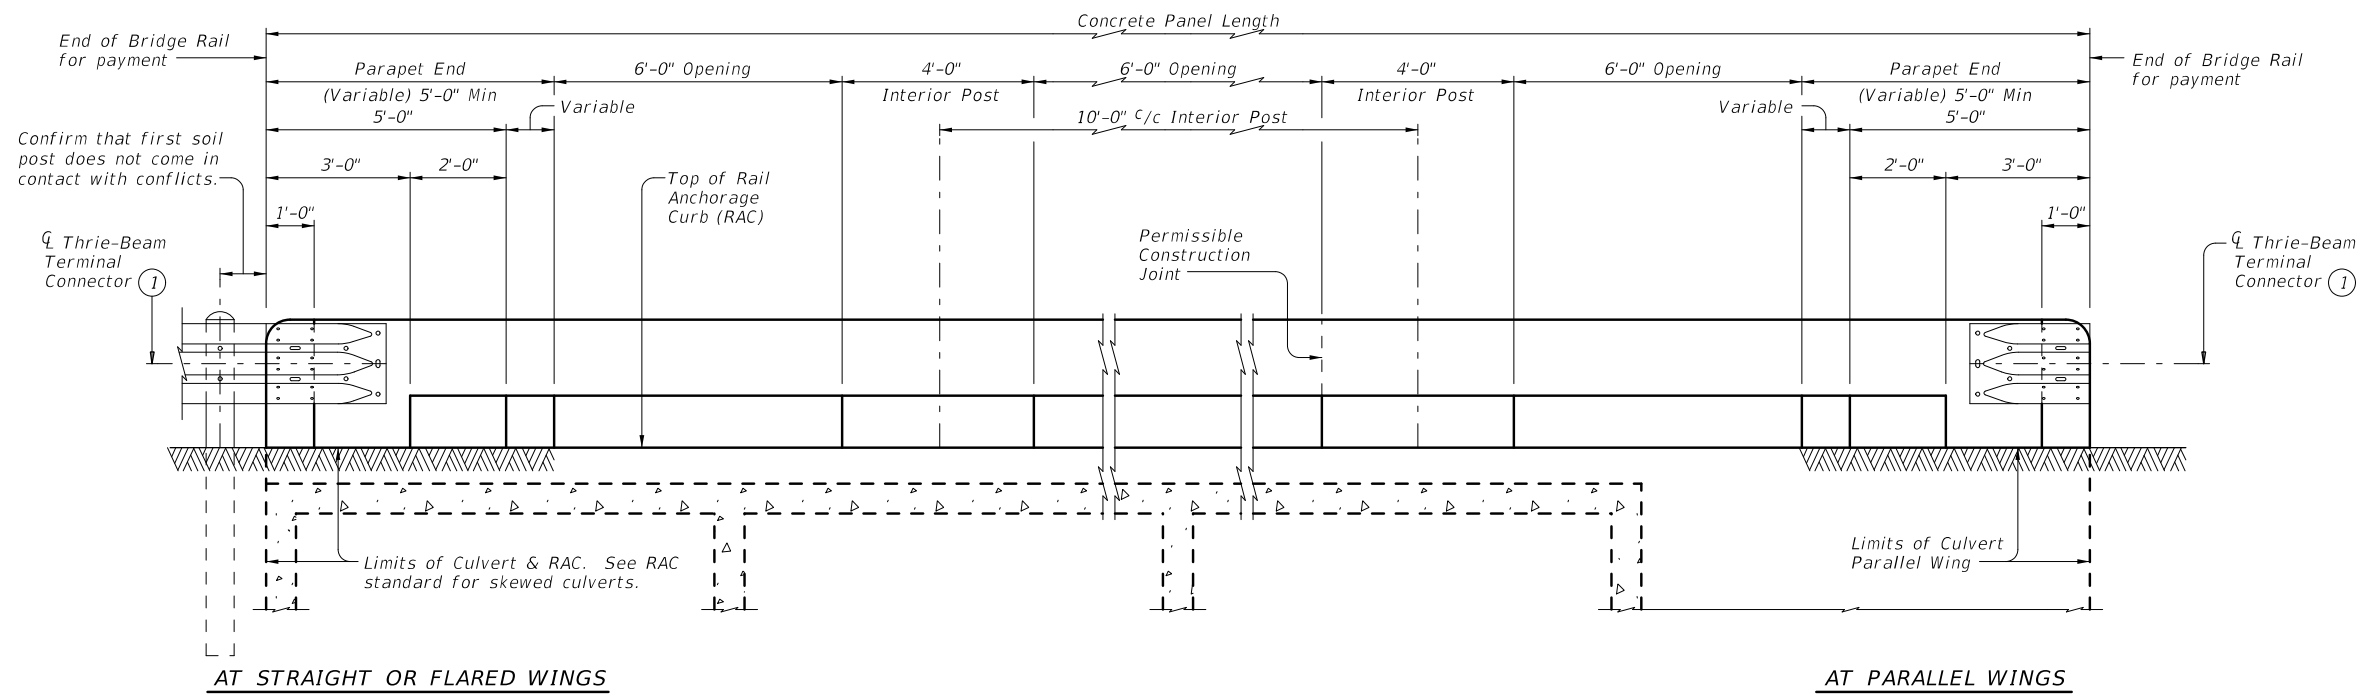 Concrete Panel Length
End of Bridge Rail
for payment
End of Bridge Rail
for payment
Parapet End
(Variable) 5'-0" Min
6'-0" Opening
4'-0"
Interior Post
6'-0" Opening
4'-0"
Interior Post
6'-0" Opening
Parapet End
(Variable) 5'-0" Min
Variable
Variable
5'-0"
10'-0" C/c Interior Post
5'-0"
Confirm that first soil
post does not come in
contact with conflicts.
3'-0"
2'-0"
2'-0"
3'-0"
Top of Rail
Anchorage
Curb (RAC)
1'-0"
1'-0"
℄ Thrie-Beam
Terminal
Connector 1
Permissible
Construction
Joint
℄ Thrie-Beam
Terminal
Connector 1
Limits of Culvert & RAC. See RAC
standard for skewed culverts.
Limits of Culvert
Parallel Wing
AT STRAIGHT OR FLARED WINGS
AT PARALLEL WINGS